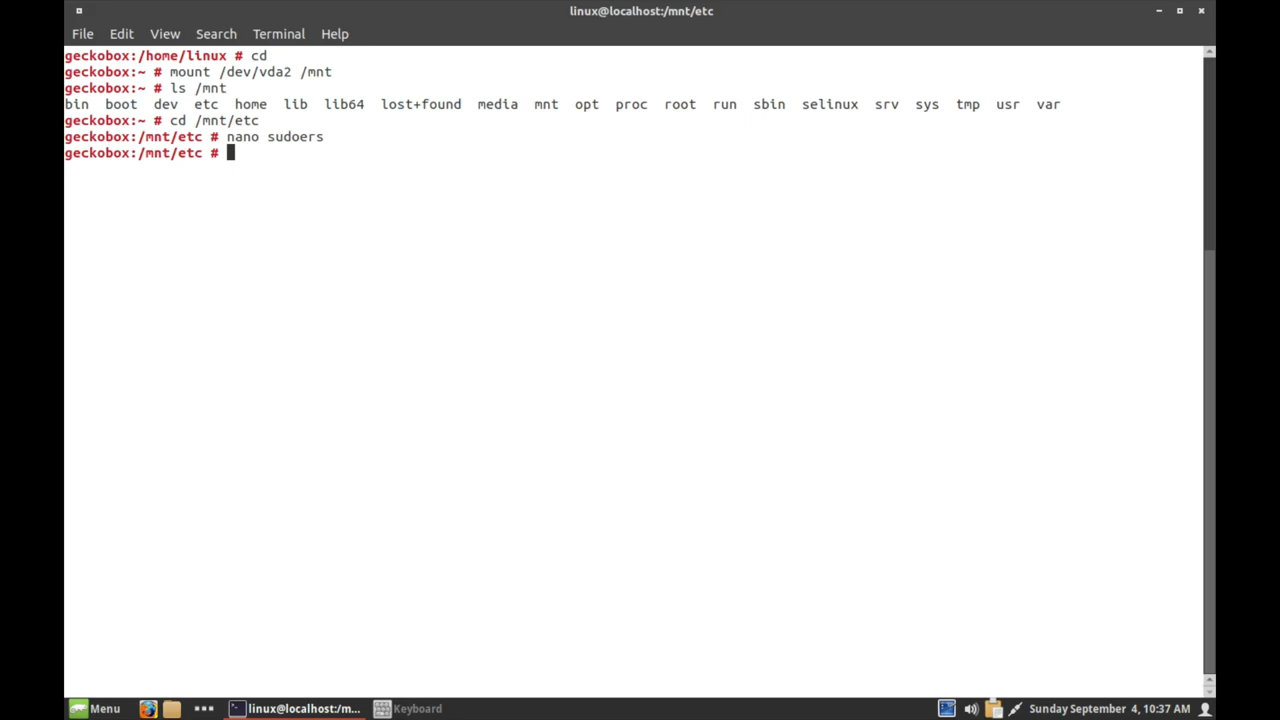 linux@localhost:/mnt/etc
File Edit View Search Terminal Help
geckobox:/home/linux # cd
geckobox:~ # mount /dev/vda2 /mnt
geckobox:~ # ls /mnt
bin boot dev etc home lib lib64 lost+found media mnt opt proc root run sbin selinux srv sys tmp usr var
geckobox:~ # cd /mnt/etc
geckobox:/mnt/etc # nano sudoers
geckobox:/mnt/etc #
Menu linux@localhost:/m... Keyboard Sunday September 4, 10:37 AM